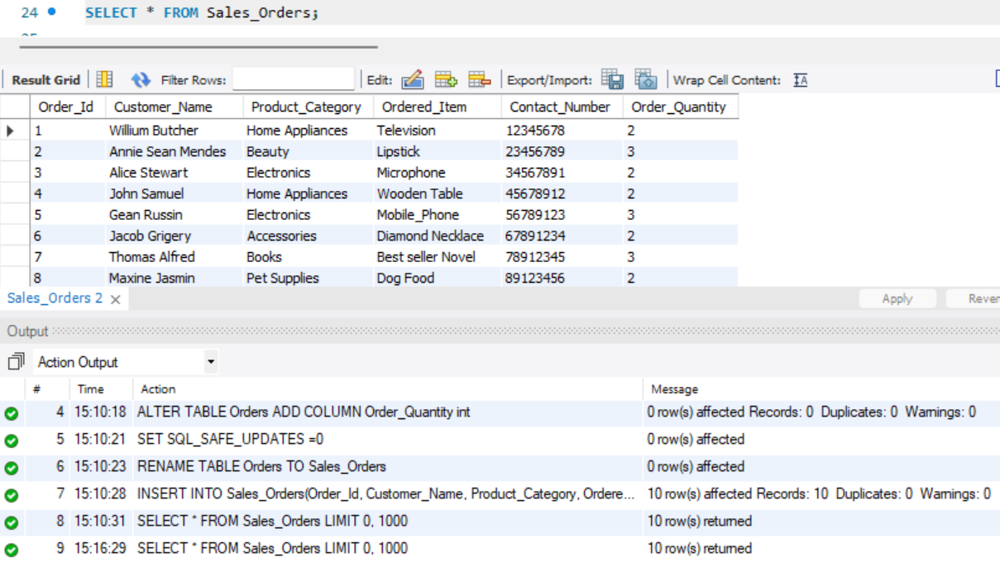 24 SELECT * FROM Sales_Orders;
Result Grid Filter Rows: Edit: Export/Import: Wrap Cell Content:
Order_Id Customer_Name Product_Category Ordered_Item Contact_Number Order_Quantity
1 Willium Butcher Home Appliances Television 12345678 2
2 Annie Sean Mendes Beauty Lipstick 23456789 3
3 Alice Stewart Electronics Microphone 34567891 2
4 John Samuel Home Appliances Wooden Table 45678912 2
5 Gean Russin Electronics Mobile_Phone 56789123 3
6 Jacob Grigery Accessories Diamond Necklace 67891234 2
7 Thomas Alfred Books Best seller Novel 78912345 3
8 Maxine Jasmin Pet Supplies Dog Food 89123456 2
Sales_Orders 2 Apply Rever
Output
Action Output
# Time Action Message
4 15:10:18 ALTER TABLE Orders ADD COLUMN Order_Quantity int 0 row(s) affected Records: 0 Duplicates: 0 Warnings: 0
5 15:10:21 SET SQL_SAFE_UPDATES =0 0 row(s) affected
6 15:10:23 RENAME TABLE Orders TO Sales_Orders 0 row(s) affected
7 15:10:28 INSERT INTO Sales_Orders(Order_Id, Customer_Name, Product_Category, Ordere... 10 row(s) affected Records: 10 Duplicates: 0 Warnings: 0
8 15:10:31 SELECT * FROM Sales_Orders LIMIT 0, 1000 10 row(s) returned
9 15:16:29 SELECT * FROM Sales_Orders LIMIT 0, 1000 10 row(s) returned